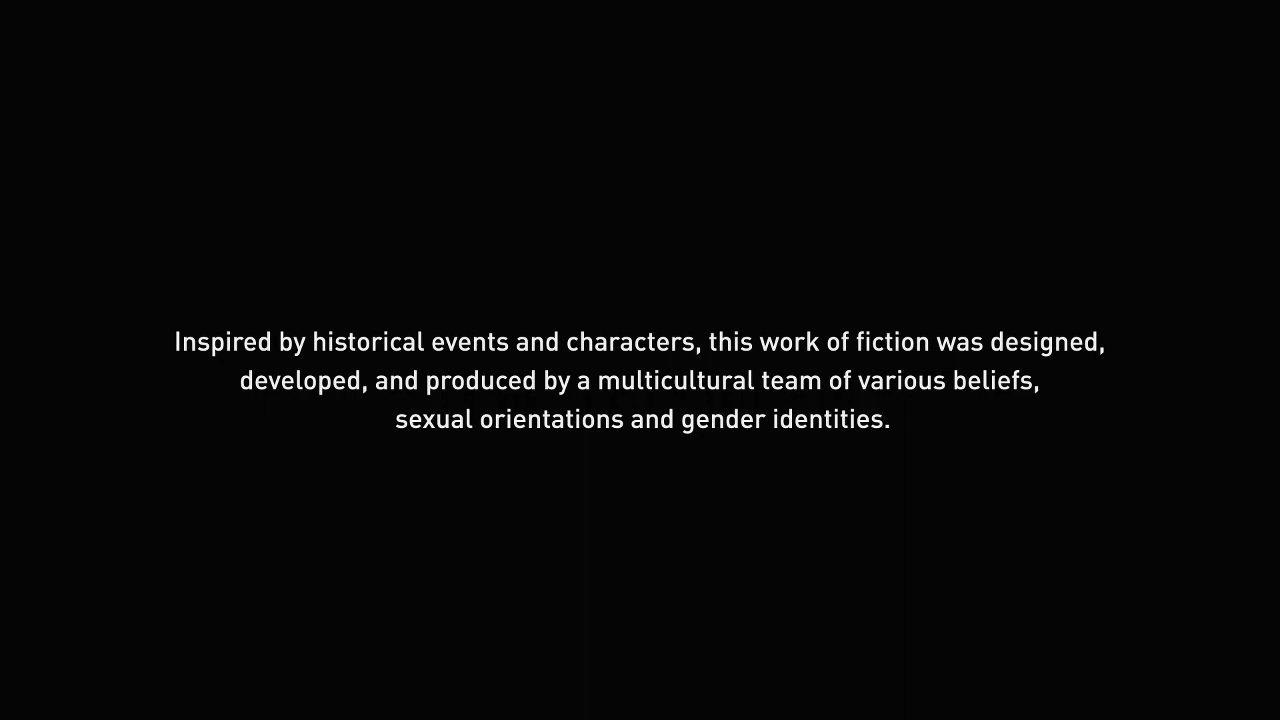 Inspired by historical events and characters, this work of fiction was designed,
developed, and produced by a multicultural team of various beliefs,
sexual orientations and gender identities.